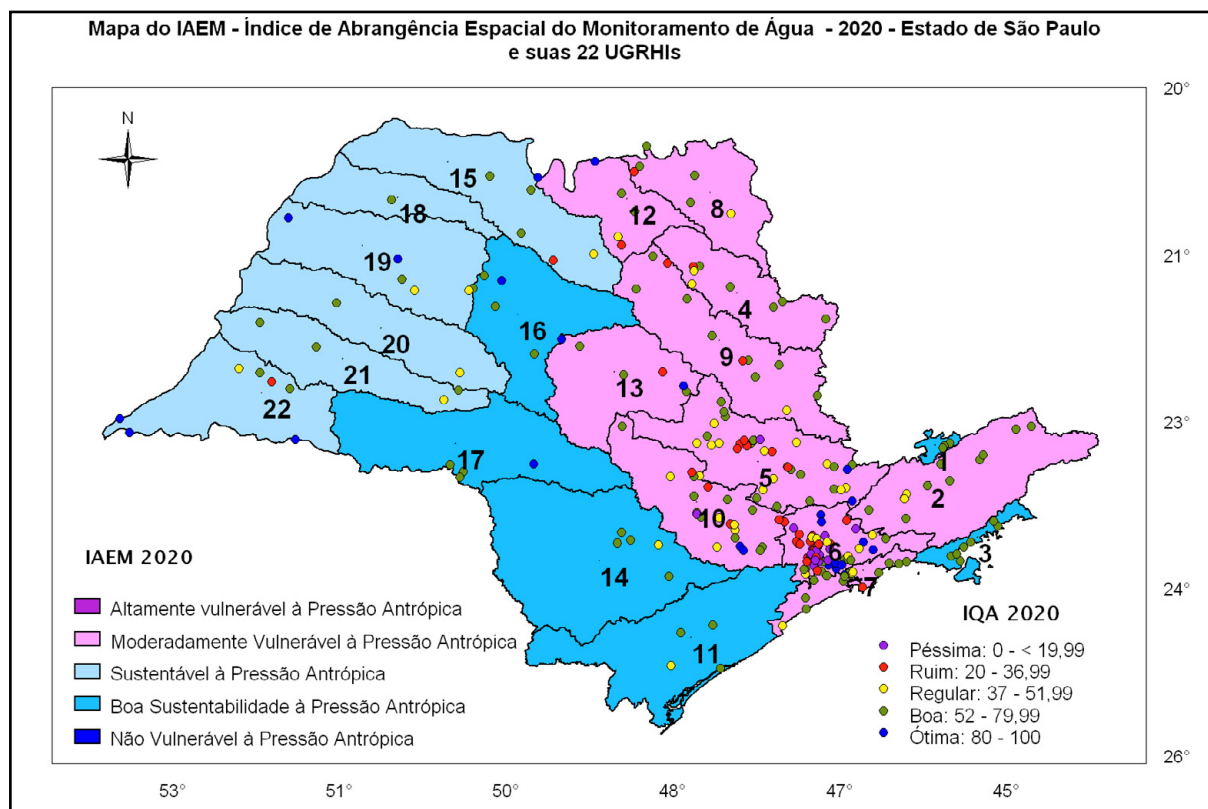 Mapa do IAEM - Índice de Abrangência Espacial do Monitoramento de Água - 2020 - Estado de São Paulo
e suas 22 UGRHIs
20°
N
15
8
12
18
21°
19
4
16
20
9
13
21
22
23°
17
1
5
2
10
6
3
7
14
24°
11
IAEM 2020
Altamente vulnerável à Pressão Antrópica
Moderadamente Vulnerável à Pressão Antrópica
Sustentável à Pressão Antrópica
Boa Sustentabilidade à Pressão Antrópica
Não Vulnerável à Pressão Antrópica
IQA 2020
Péssima: 0 - < 19,99
Ruim: 20 - 36,99
Regular: 37 - 51,99
Boa: 52 - 79,99
Ótima: 80 - 100
26°
53°
51°
50°
48°
47°
45°